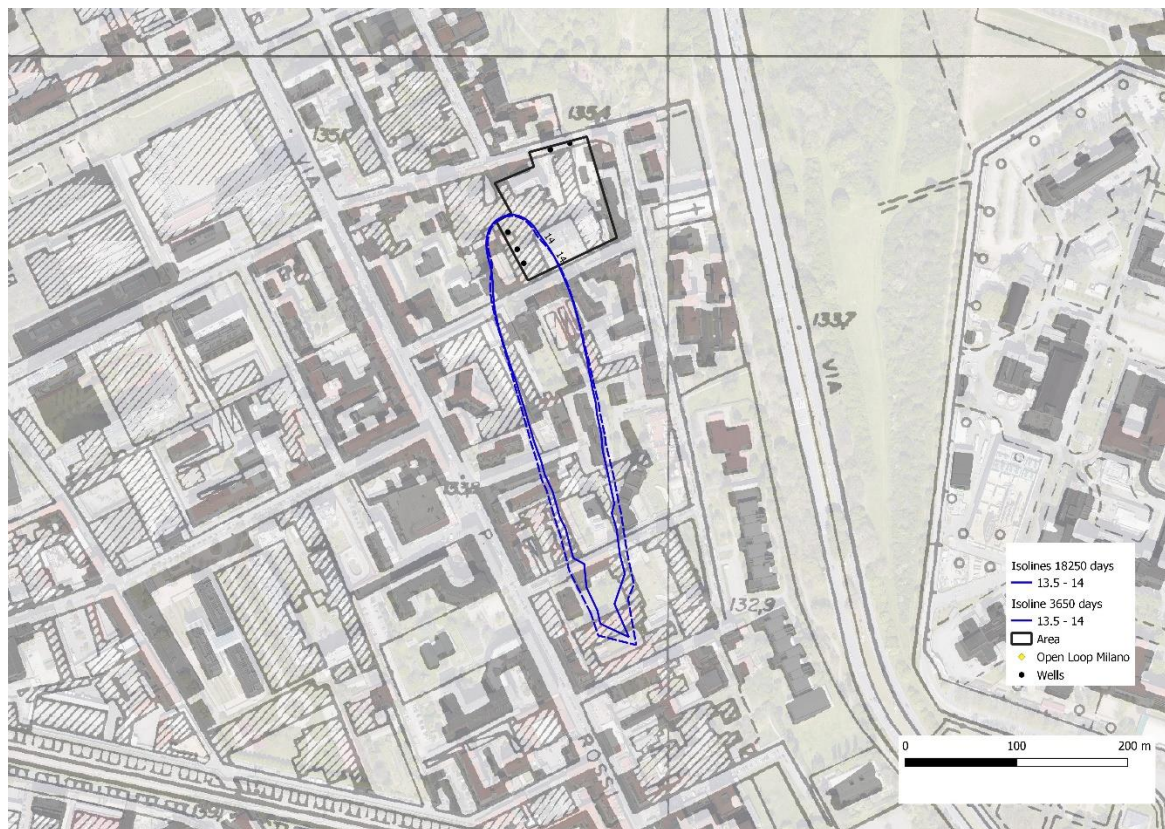 135,4
135,1
VIA
14
14
133,7
VIA
133,8
P.
132,9
ROSSI
Isolines 18250 days
13.5 - 14
Isoline 3650 days
13.5 - 14
Area
Open Loop Milano
Wells
0 100 200 m